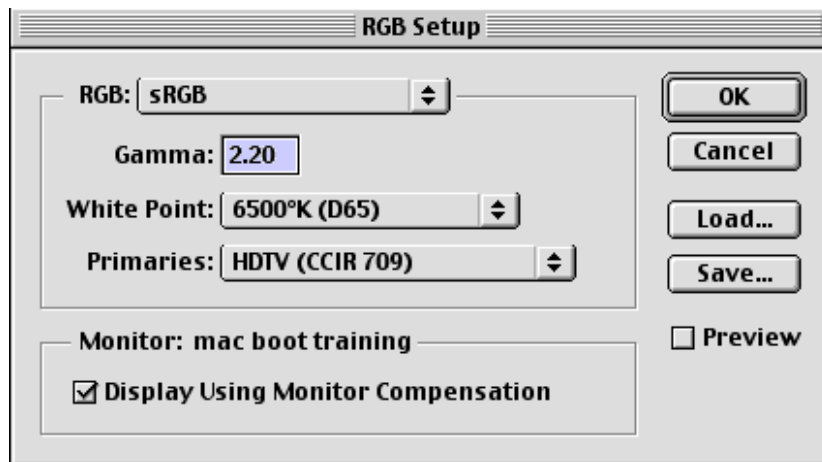 RGB Setup
RGB: sRGB
Gamma: 2.20
White Point: 6500°K (D65)
Primaries: HDTV (CCIR 709)
Monitor: mac boot training
Display Using Monitor Compensation
OK
Cancel
Load...
Save...
Preview